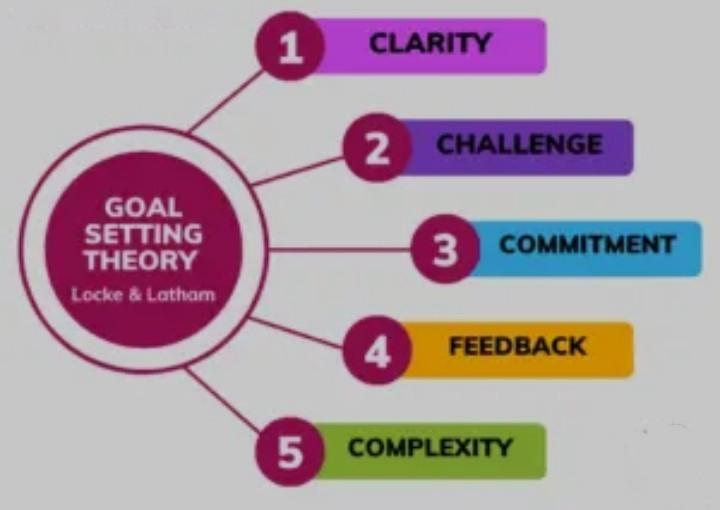 GOAL
SETTING
THEORY
Locke & Latham
1
CLARITY
2
CHALLENGE
3
COMMITMENT
4
FEEDBACK
5
COMPLEXITY